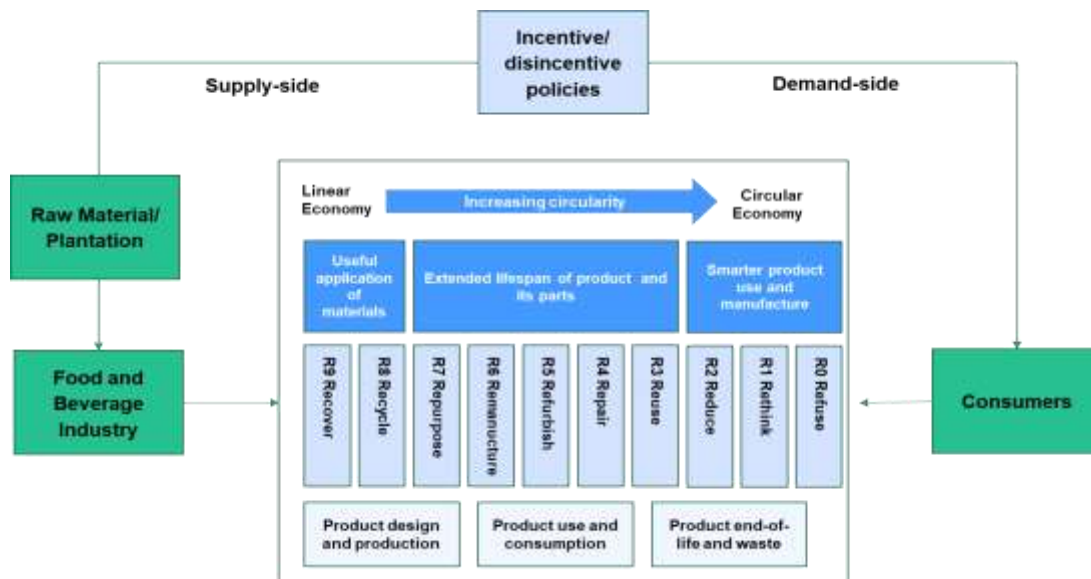 Incentive/
disincentive
policies
Supply-side
Demand-side
Raw Material/
Plantation
Food and
Beverage
Industry
Linear
Economy
Increasing circularity
Circular
Economy
Useful
application
of
materials
Extended lifespan of product and
its parts
Smarter product
use and
manufacture
R9 Recover
R8 Recycle
R7 Repurpose
R6 Remanucture
R5 Refurbish
R4 Repair
R3 Reuse
R2 Reduce
R1 Rethink
R0 Refuse
Product design
and production
Product use and
consumption
Product end-of-
life and waste
Consumers